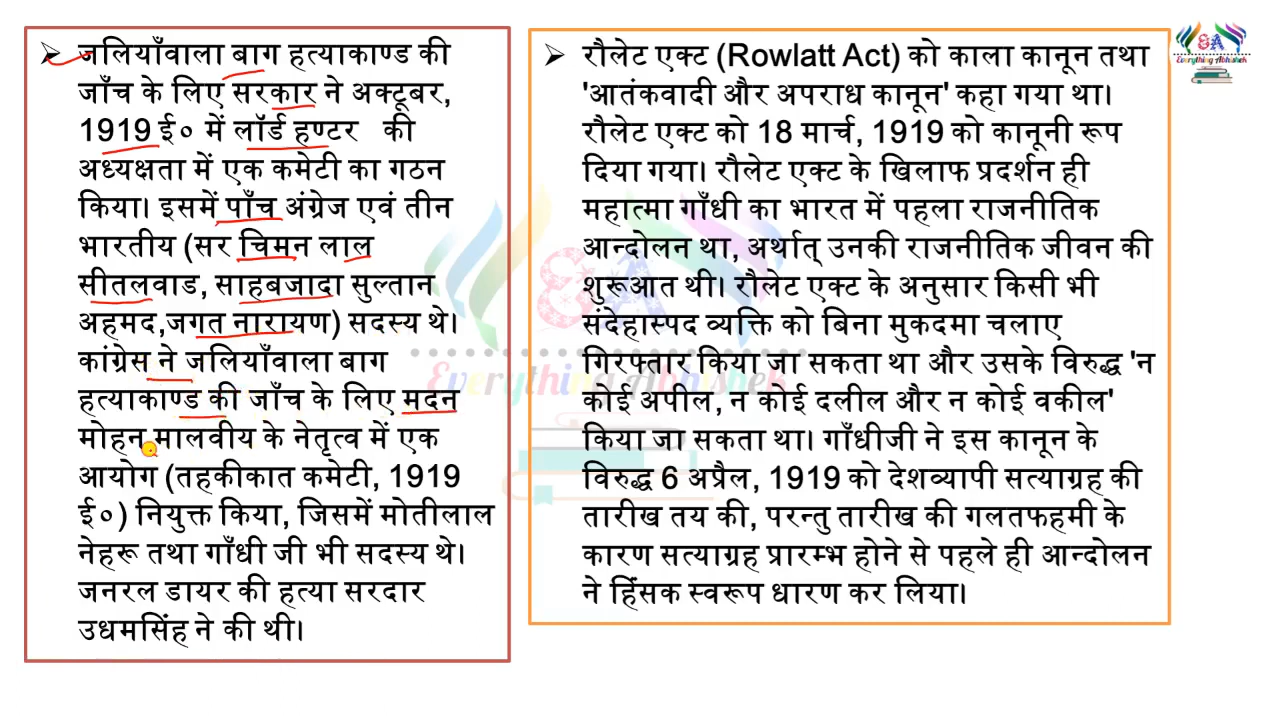 ➢ जलियाँवाला बाग हत्याकाण्ड की
जाँच के लिए सरकार ने अक्टूबर,
1919 ई० में लॉर्ड हण्टर की
अध्यक्षता में एक कमेटी का गठन
किया। इसमें पाँच अंग्रेज एवं तीन
भारतीय (सर चिमन लाल
सीतलवाड, साहबजादा सुल्तान
अहमद,जगत नारायण) सदस्य थे।
कांग्रेस ने जलियाँवाला बाग
हत्याकाण्ड की जाँच के लिए मदन
मोहन मालवीय के नेतृत्व में एक
आयोग (तहकीकात कमेटी, 1919
ई०) नियुक्त किया, जिसमें मोतीलाल
नेहरू तथा गाँधी जी भी सदस्य थे।
जनरल डायर की हत्या सरदार
उधमसिंह ने की थी।
➢ रौलेट एक्ट (Rowlatt Act) को काला कानून तथा
'आतंकवादी और अपराध कानून' कहा गया था।
रौलेट एक्ट को 18 मार्च, 1919 को कानूनी रूप
दिया गया। रौलेट एक्ट के खिलाफ प्रदर्शन ही
महात्मा गाँधी का भारत में पहला राजनीतिक
आन्दोलन था, अर्थात् उनकी राजनीतिक जीवन की
शुरूआत थी। रौलेट एक्ट के अनुसार किसी भी
संदेहास्पद व्यक्ति को बिना मुकदमा चलाए
गिरफ्तार किया जा सकता था और उसके विरुद्ध 'न
कोई अपील, न कोई दलील और न कोई वकील'
किया जा सकता था। गाँधीजी ने इस कानून के
विरुद्ध 6 अप्रैल, 1919 को देशव्यापी सत्याग्रह की
तारीख तय की, परन्तु तारीख की गलतफहमी के
कारण सत्याग्रह प्रारम्भ होने से पहले ही आन्दोलन
ने हिंसक स्वरूप धारण कर लिया।
&A
Everything Abhishek
&A
Everything Abhishek